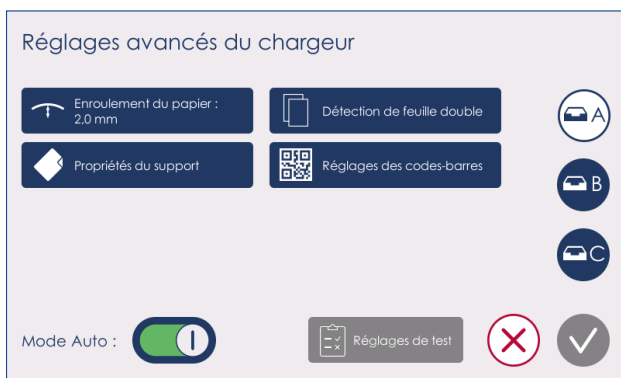 Réglages avancés du chargeur
Enroulement du papier :
2,0 mm
Détection de feuille double
A
Propriétés du support
Réglages des codes-barres
B
C
Mode Auto :
Réglages de test